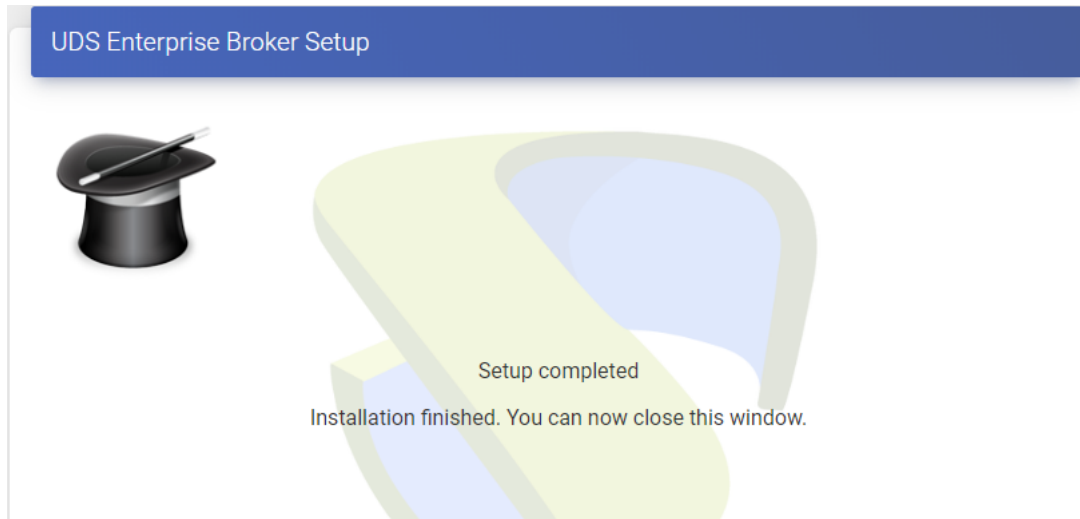 UDS Enterprise Broker Setup
Setup completed
Installation finished. You can now close this window.